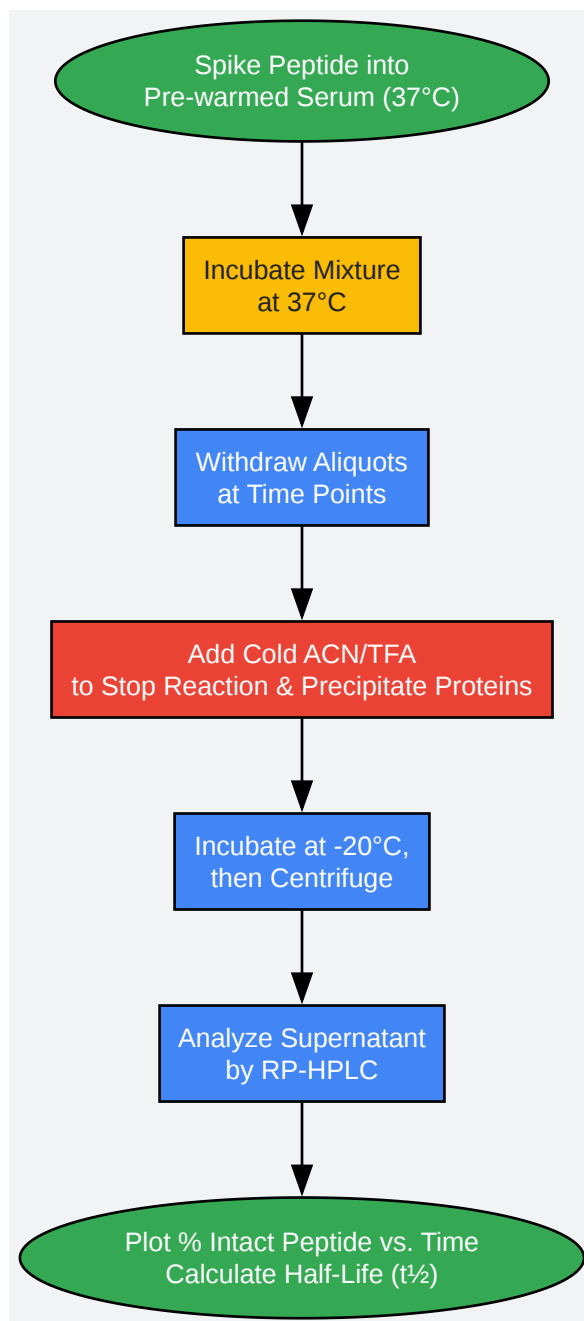 Spike Peptide into
Pre-warmed Serum (37°C)
Incubate Mixture
at 37°C
Withdraw Aliquots
at Time Points
Add Cold ACN/TFA
to Stop Reaction & Precipitate Proteins
Incubate at -20°C,
then Centrifuge
Analyze Supernatant
by RP-HPLC
Plot % Intact Peptide vs. Time
Calculate Half-Life (t½)